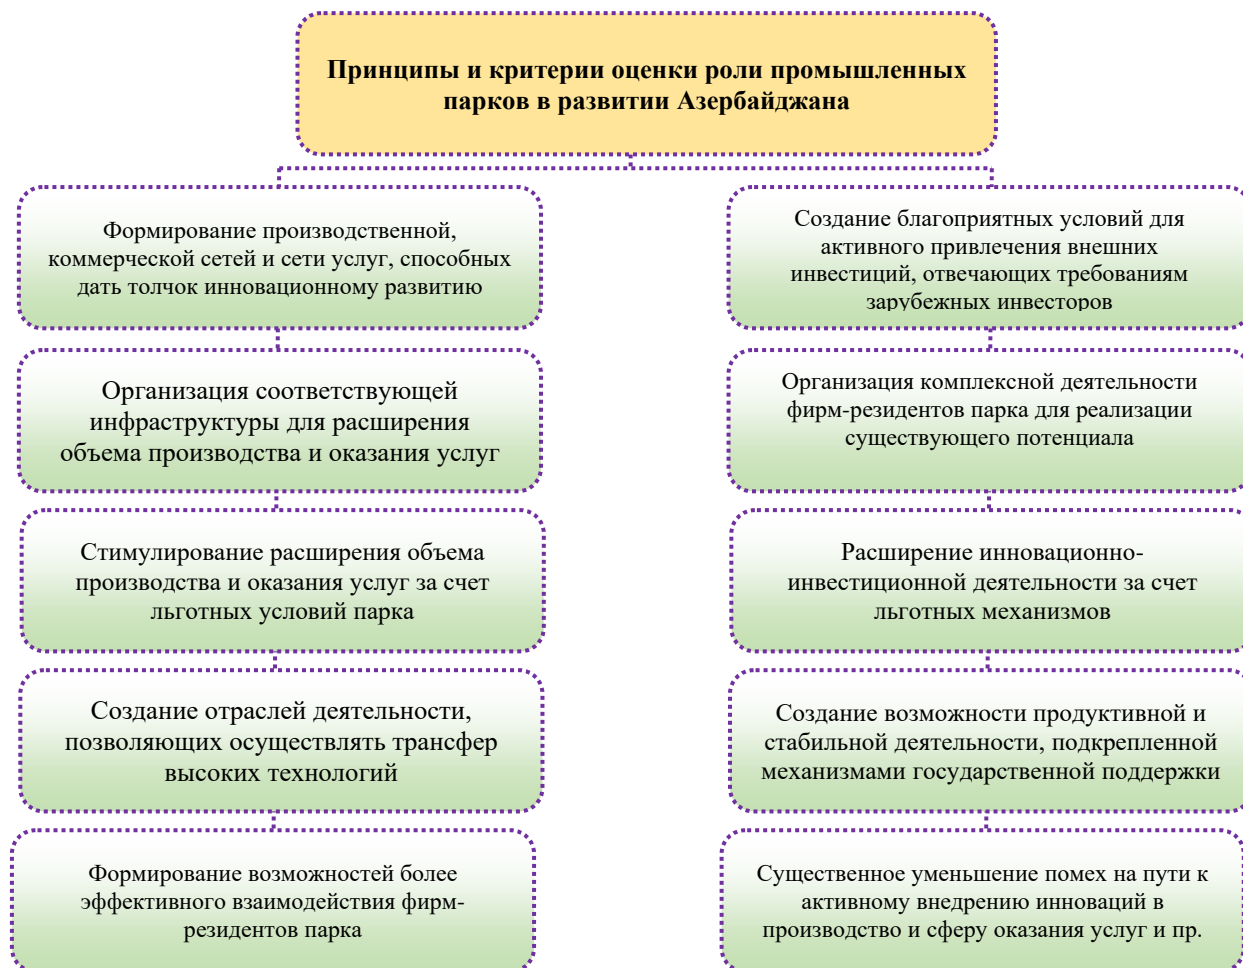 Принципы и критерии оценки роли промышленных
парков в развитии Азербайджана
Формирование производственной,
коммерческой сетей и сети услуг, способных
дать толчок инновационному развитию
Организация соответствующей
инфраструктуры для расширения
объема производства и оказания услуг
Стимулирование расширения объема
производства и оказания услуг за счет
льготных условий парка
Создание отраслей деятельности,
позволяющих осуществлять трансфер
высоких технологий
Формирование возможностей более
эффективного взаимодействия фирм-
резидентов парка
Создание благоприятных условий для
активного привлечения внешних
инвестиций, отвечающих требованиям
зарубежных инвесторов
Организация комплексной деятельности
фирм-резидентов парка для реализации
существующего потенциала
Расширение инновационно-
инвестиционной деятельности за счет
льготных механизмов
Создание возможности продуктивной и
стабильной деятельности, подкрепленной
механизмами государственной поддержки
Существенное уменьшение помех на пути к
активному внедрению инноваций в
производство и сферу оказания услуг и пр.